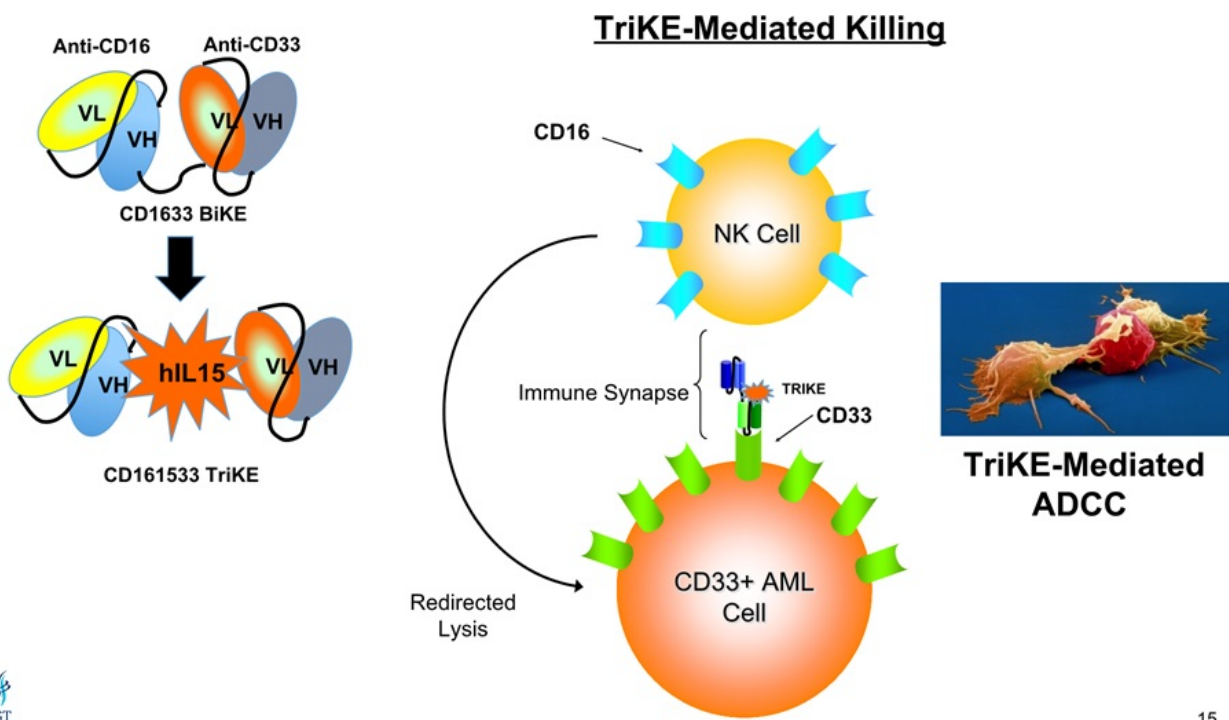 TriKE-Mediated Killing
Anti-CD16
Anti-CD33
VL
VH
VL
VH
CD1633 BiKE
VL
VH
hIL15
VL
VH
CD161533 TriKE
CD16
NK Cell
Immune Synapse
TRIKE
CD33
CD33+ AML
Cell
Redirected
Lysis
TriKE-Mediated
ADCC
15